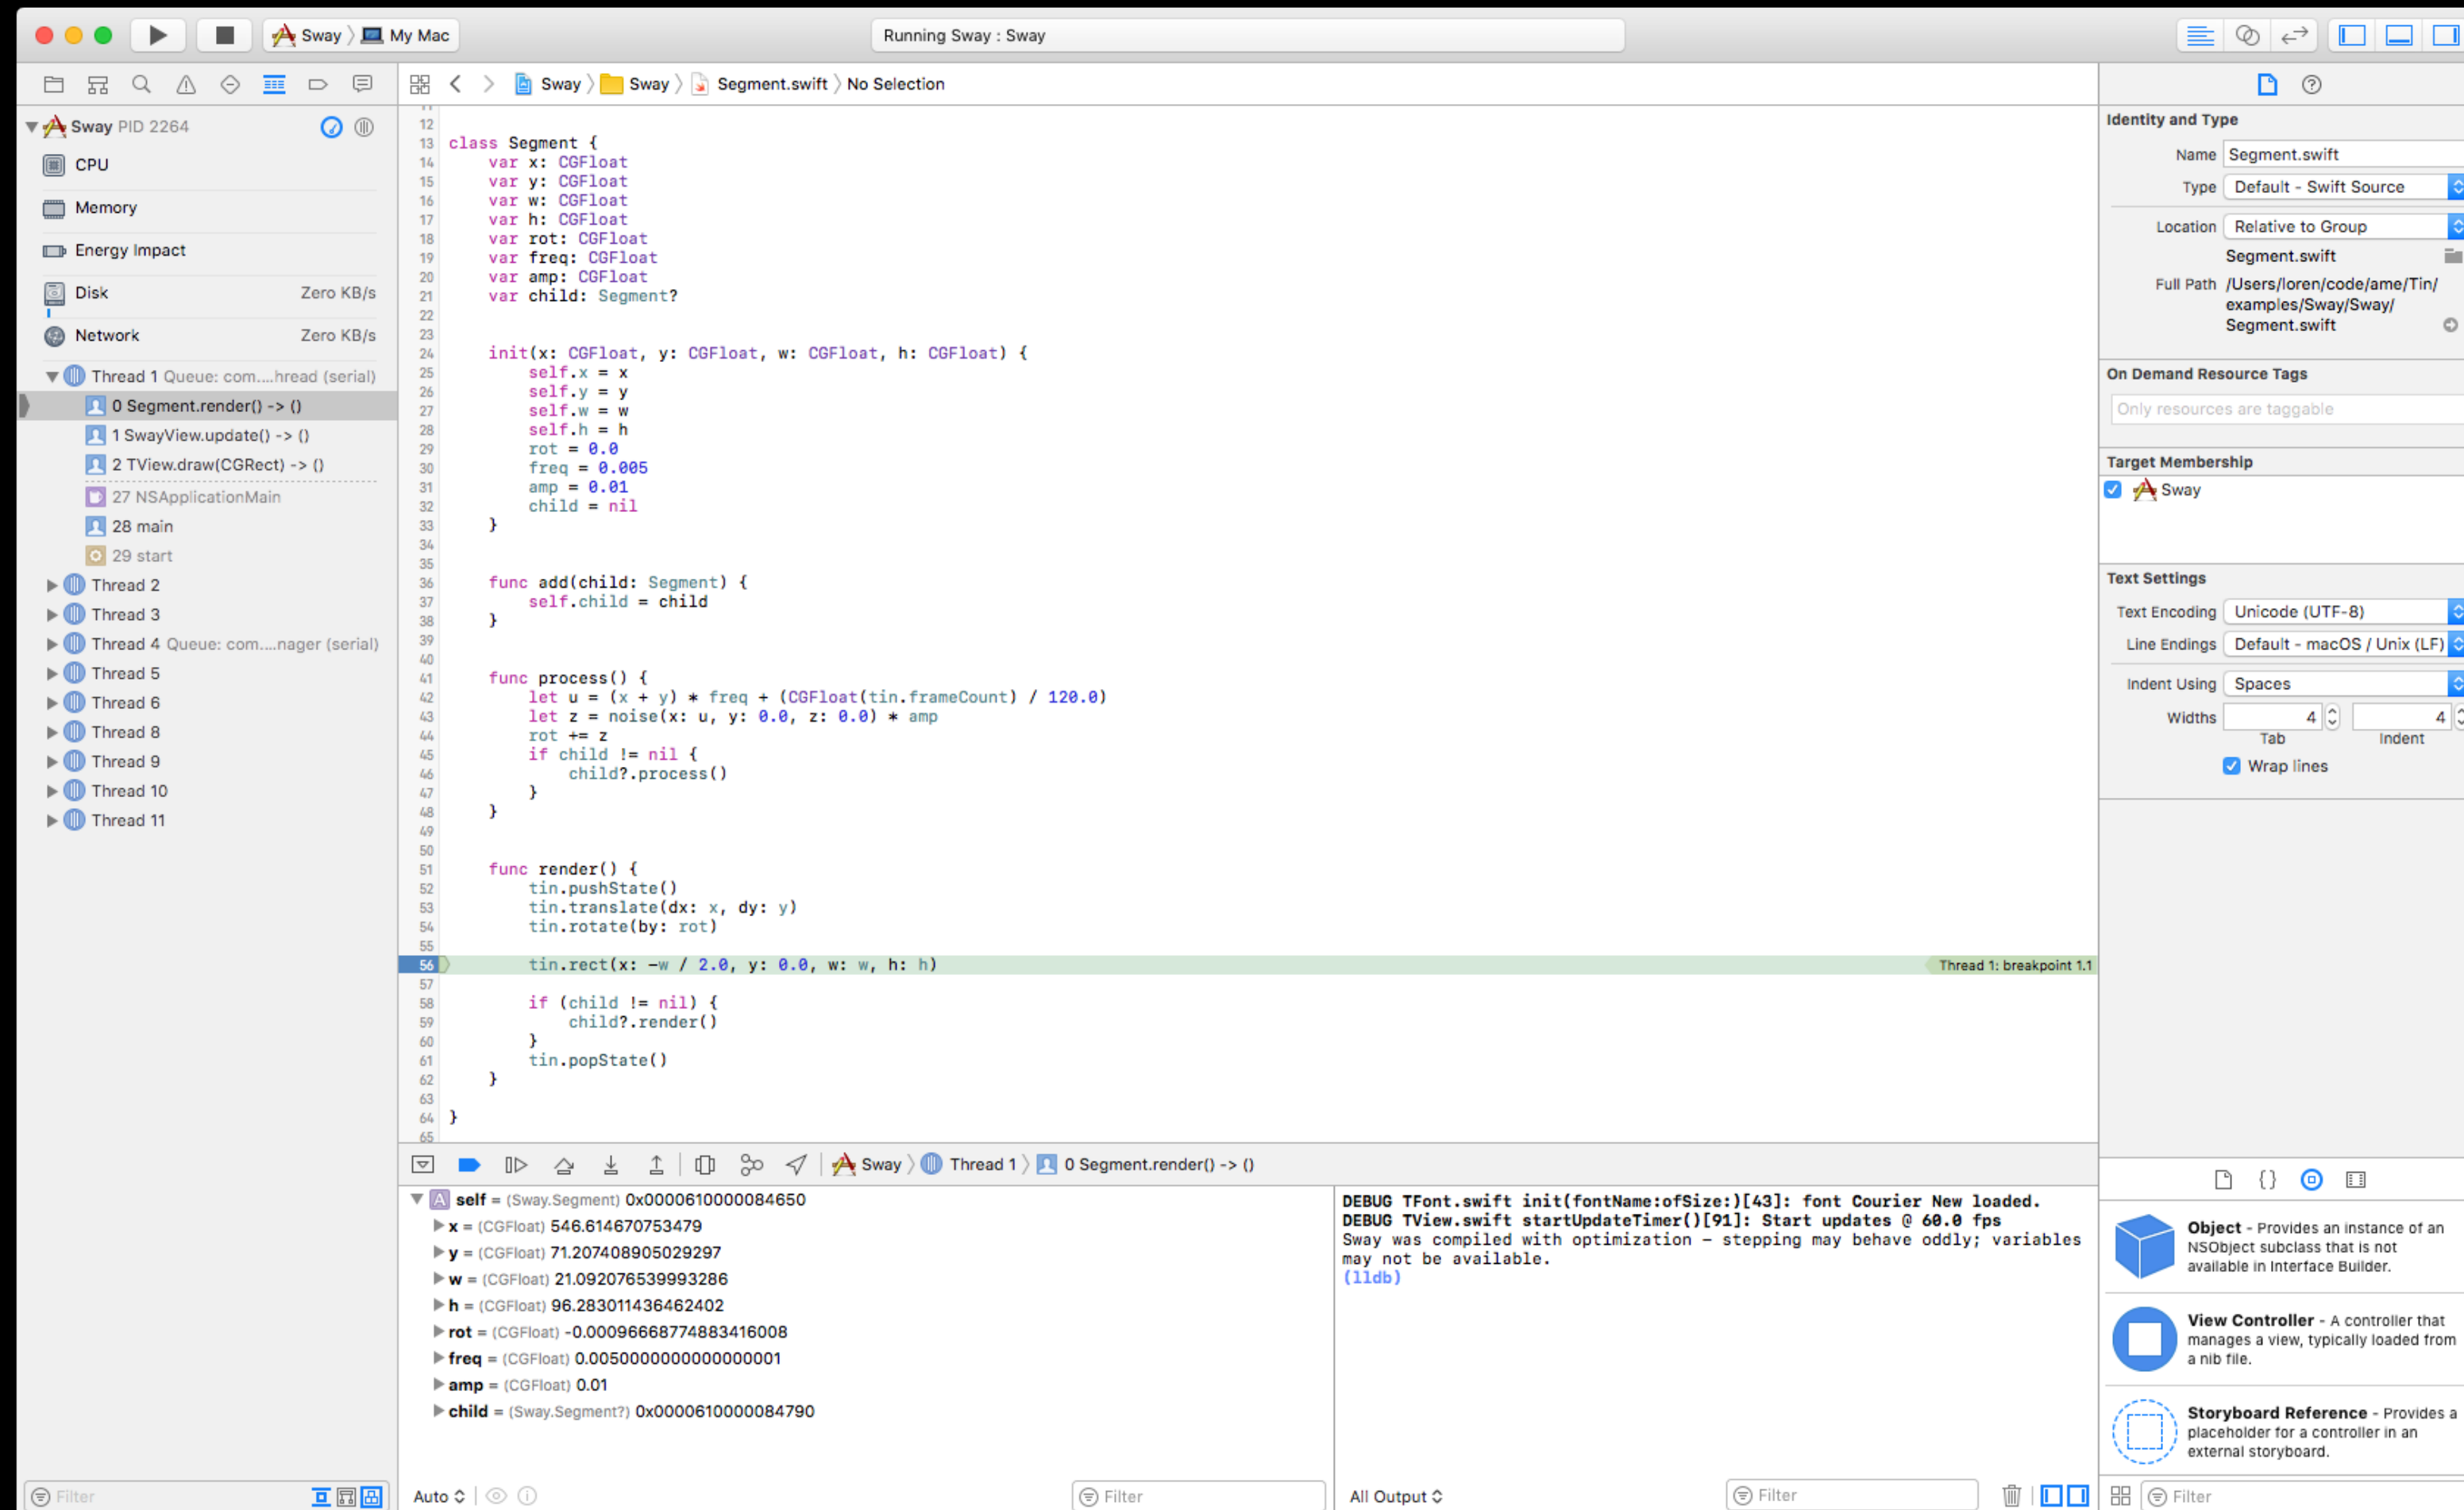 Sway My Mac
Running Sway : Sway
Sway Sway Segment.swift No Selection
Sway PID 2264
CPU
Memory
Energy Impact
Disk Zero KB/s
Network Zero KB/s
Thread 1 Queue: com....hread (serial)
0 Segment.render() -> ()
1 SwayView.update() -> ()
2 TView.draw(CGRect) -> ()
27 NSApplicationMain
28 main
29 start
Thread 2
Thread 3
Thread 4 Queue: com....nager (serial)
Thread 5
Thread 6
Thread 8
Thread 9
Thread 10
Thread 11
Filter
12
13 class Segment {
14     var x: CGFloat
15     var y: CGFloat
16     var w: CGFloat
17     var h: CGFloat
18     var rot: CGFloat
19     var freq: CGFloat
20     var amp: CGFloat
21     var child: Segment?
22
23
24     init(x: CGFloat, y: CGFloat, w: CGFloat, h: CGFloat) {
25         self.x = x
26         self.y = y
27         self.w = w
28         self.h = h
29         rot = 0.0
30         freq = 0.005
31         amp = 0.01
32         child = nil
33     }
34
35
36     func add(child: Segment) {
37         self.child = child
38     }
39
40
41     func process() {
42         let u = (x + y) * freq + (CGFloat(tin.frameCount) / 120.0)
43         let z = noise(x: u, y: 0.0, z: 0.0) * amp
44         rot += z
45         if child != nil {
46             child?.process()
47         }
48     }
49
50
51     func render() {
52         tin.pushState()
53         tin.translate(dx: x, dy: y)
54         tin.rotate(by: rot)
55
56         tin.rect(x: -w / 2.0, y: 0.0, w: w, h: h) Thread 1: breakpoint 1.1
57
58         if (child != nil) {
59             child?.render()
60         }
61         tin.popState()
62     }
63
64 }
65
Sway Thread 1 0 Segment.render() -> ()
A self = (Sway.Segment) 0x0000610000084650
x = (CGFloat) 546.614670753479
y = (CGFloat) 71.207408905029297
w = (CGFloat) 21.092076539993286
h = (CGFloat) 96.283011436462402
rot = (CGFloat) -0.00096668774883416008
freq = (CGFloat) 0.0050000000000000001
amp = (CGFloat) 0.01
child = (Sway.Segment?) 0x0000610000084790
Auto Filter
DEBUG TFont.swift init(fontName:ofSize:)[43]: font Courier New loaded.
DEBUG TView.swift startUpdateTimer()[91]: Start updates @ 60.0 fps
Sway was compiled with optimization - stepping may behave oddly; variables
may not be available.
(lldb)
All Output Filter
Identity and Type
Name Segment.swift
Type Default - Swift Source
Location Relative to Group
Segment.swift
Full Path /Users/loren/code/ame/Tin/
examples/Sway/Sway/
Segment.swift
On Demand Resource Tags
Only resources are taggable
Target Membership
Sway
Text Settings
Text Encoding Unicode (UTF-8)
Line Endings Default - macOS / Unix (LF)
Indent Using Spaces
Widths 4 4
Tab Indent
Wrap lines
{}
Object - Provides an instance of an
NSObject subclass that is not
available in Interface Builder.
View Controller - A controller that
manages a view, typically loaded from
a nib file.
Storyboard Reference - Provides a
placeholder for a controller in an
external storyboard.
Filter